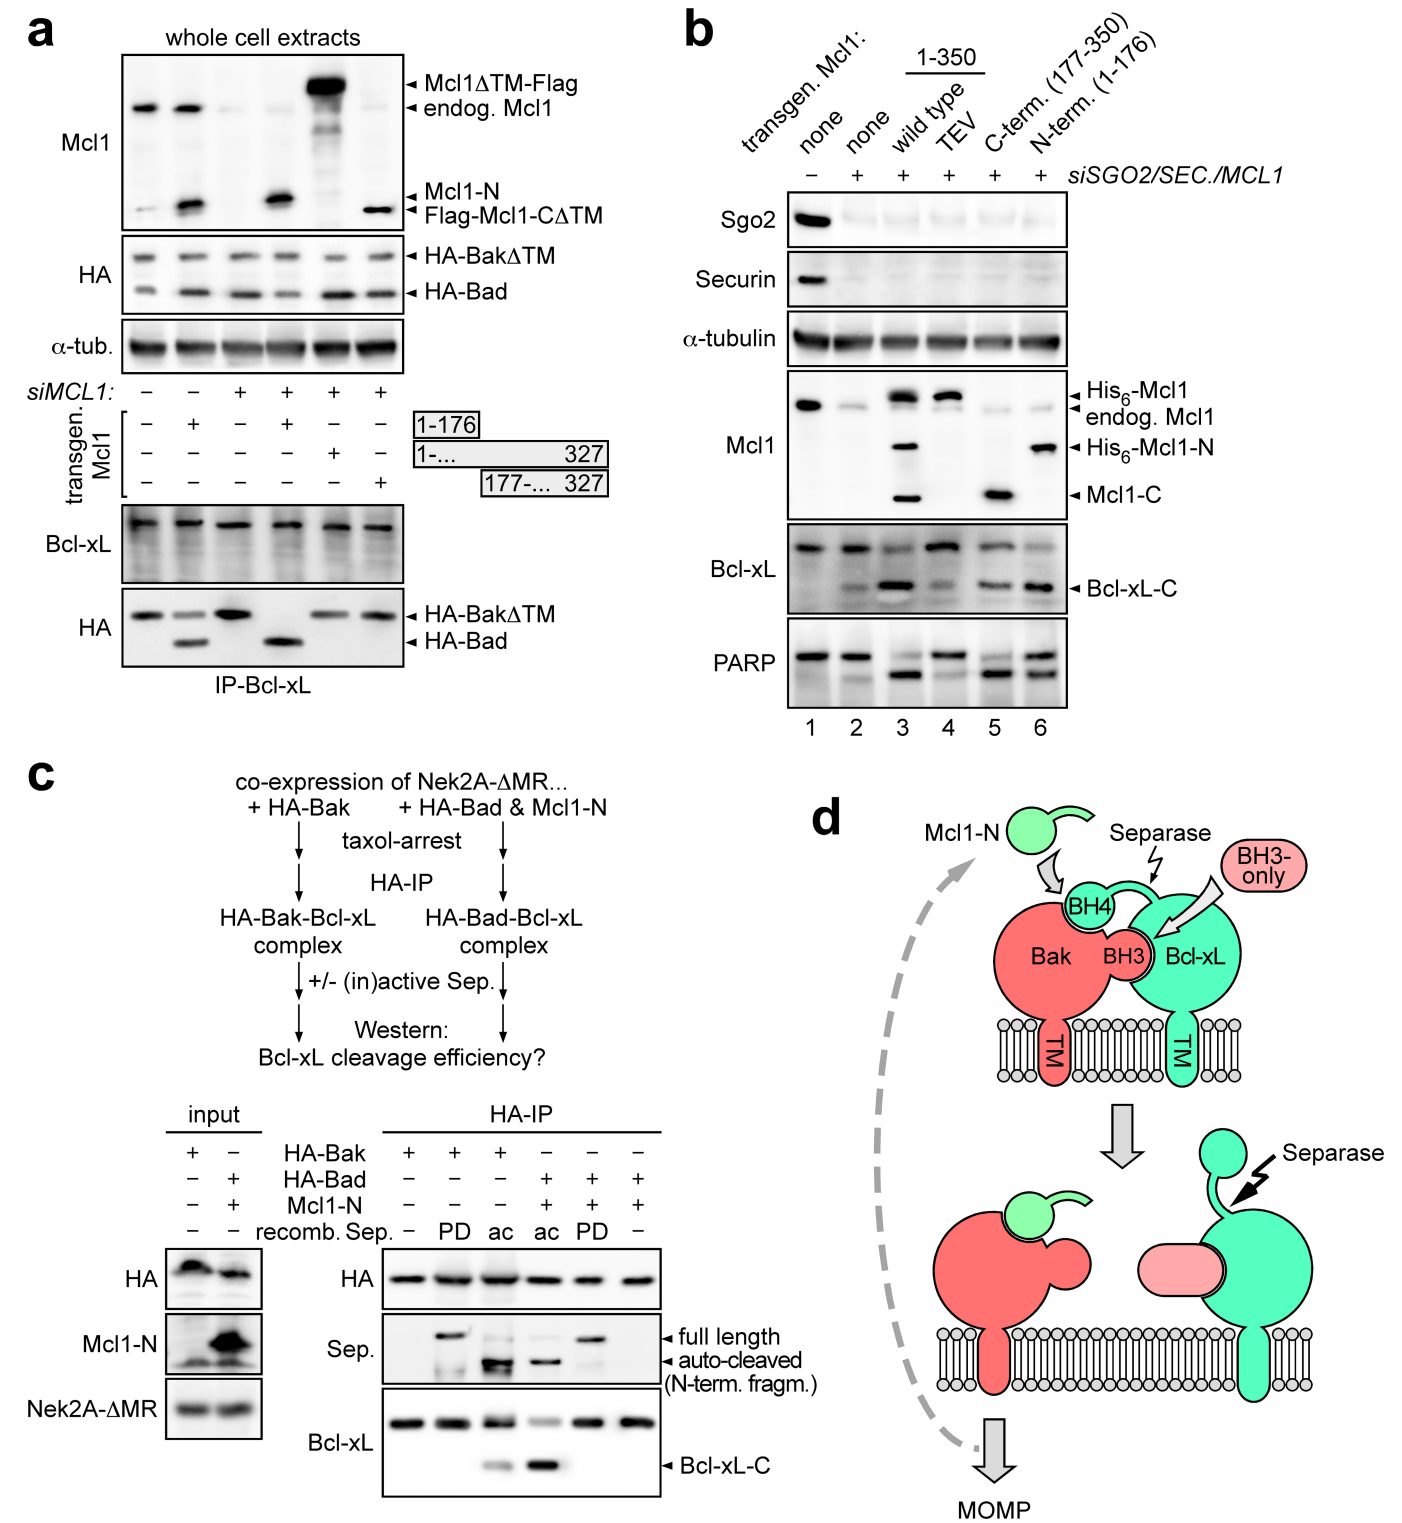 a
whole cell extracts
Mcl1
Mcl1ΔTM-Flag
endog. Mcl1
Mcl1-N
Flag-Mcl1-CΔTM
HA
HA-BakΔTM
HA-Bad
α-tub.
siMCL1: – – + + + +
transgen. Mcl1
– + – + – – 1-176
– – – – + – 1-... 327
– – – – – + 177-... 327
Bcl-xL
HA
HA-BakΔTM
HA-Bad
IP-Bcl-xL
b
transgen. Mcl1:
1-350
none
none
wild type
TEV
C-term. (177-350)
N-term. (1-176)
– + + + + + siSGO2/SEC./MCL1
Sgo2
Securin
α-tubulin
Mcl1
His6-Mcl1
endog. Mcl1
His6-Mcl1-N
Mcl1-C
Bcl-xL
Bcl-xL-C
PARP
1 2 3 4 5 6
c
co-expression of Nek2A-ΔMR...
+ HA-Bak + HA-Bad & Mcl1-N
taxol-arrest
HA-IP
HA-Bak-Bcl-xL complex
HA-Bad-Bcl-xL complex
+/- (in)active Sep.
Western:
Bcl-xL cleavage efficiency?
input HA-IP
+ – HA-Bak + + + – – –
– + HA-Bad – – – + + +
– + Mcl1-N – – – + + +
– – recomb. Sep. – PD ac ac PD –
HA
Mcl1-N
Nek2A-ΔMR
HA
Sep.
full length
auto-cleaved
(N-term. fragm.)
Bcl-xL
Bcl-xL-C
d
Mcl1-N
Separase
BH3-only
BH4
Bak
BH3
Bcl-xL
TM
TM
Separase
MOMP